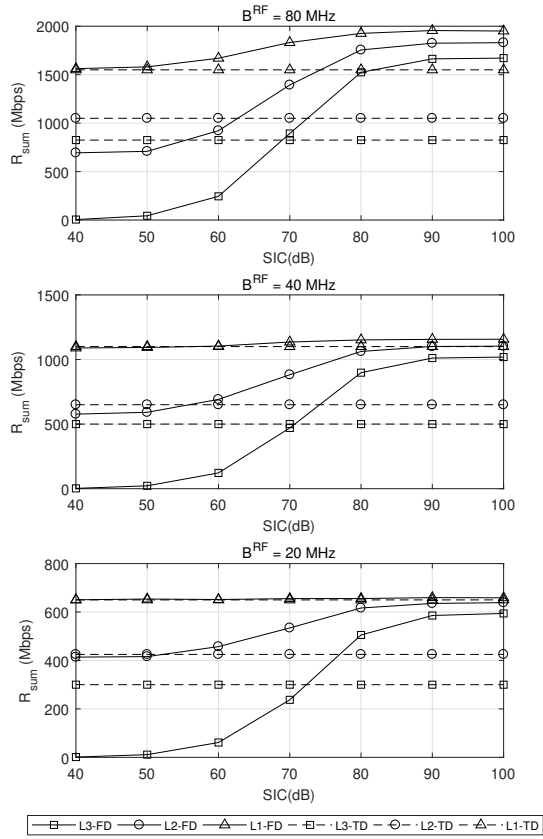 B^RF = 80 MHz
2000
1500
1000
500
0
R_sum (Mbps)
40 50 60 70 80 90 100
SIC(dB)
B^RF = 40 MHz
1500
1000
500
0
R_sum (Mbps)
40 50 60 70 80 90 100
SIC(dB)
B^RF = 20 MHz
800
600
400
200
0
R_sum (Mbps)
40 50 60 70 80 90 100
SIC(dB)
L3-FD L2-FD L1-FD L3-TD L2-TD L1-TD